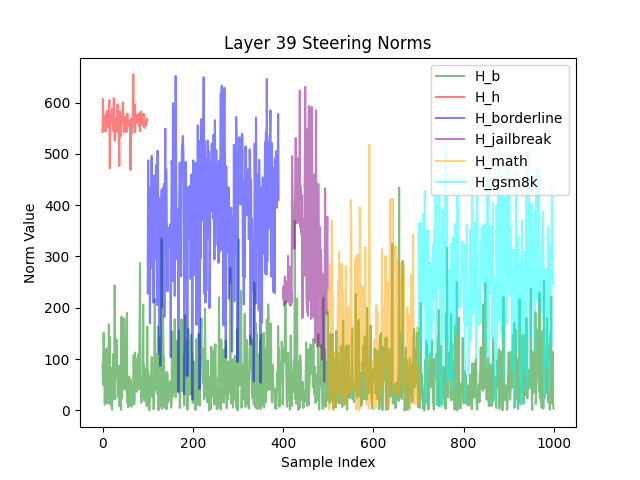 Layer 39 Steering Norms
Norm Value
600
500
400
300
200
100
0
0
200
400
600
800
1000
Sample Index
H_b
H_h
H_borderline
H_jailbreak
H_math
H_gsm8k